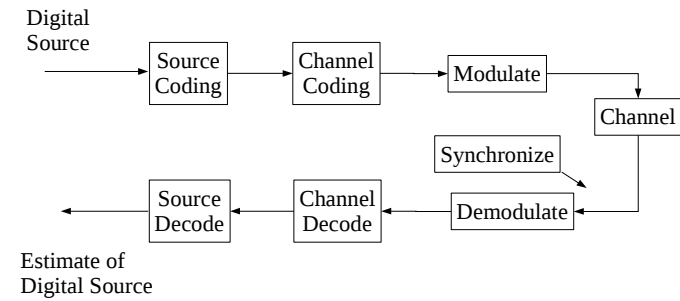 Digital
Source
Source
Coding
Channel
Coding
Modulate
Channel
Synchronize
Source
Decode
Channel
Decode
Demodulate
Estimate of
Digital Source